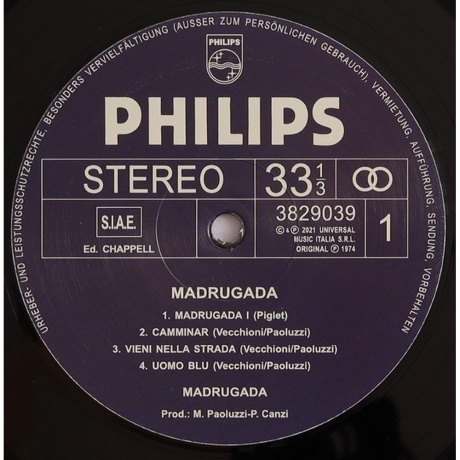 URHEBER- UND LEISTUNGSSCHUTZRECHTE, BESONDERS VERVIELFÄLTIGUNG (AUSSER ZUM PERSÖNLICHEN GEBRAUCH), VERMIETUNG, AUFFÜHRUNG, SENDUNG, VORBEHALTEN
PHILIPS
PHILIPS
STEREO
33 1/3
S.I.A.E.
Ed. CHAPPELL
3829039
© & ℗ 2021 UNIVERSAL
MUSIC ITALIA S.R.L.
ORIGINAL ℗ 1974
1
MADRUGADA
1. MADRUGADA I (Piglet)
2. CAMMINAR (Vecchioni/Paoluzzi)
3. VIENI NELLA STRADA (Vecchioni/Paoluzzi)
4. UOMO BLU (Vecchioni/Paoluzzi)
MADRUGADA
Prod.: M. Paoluzzi-P. Canzi